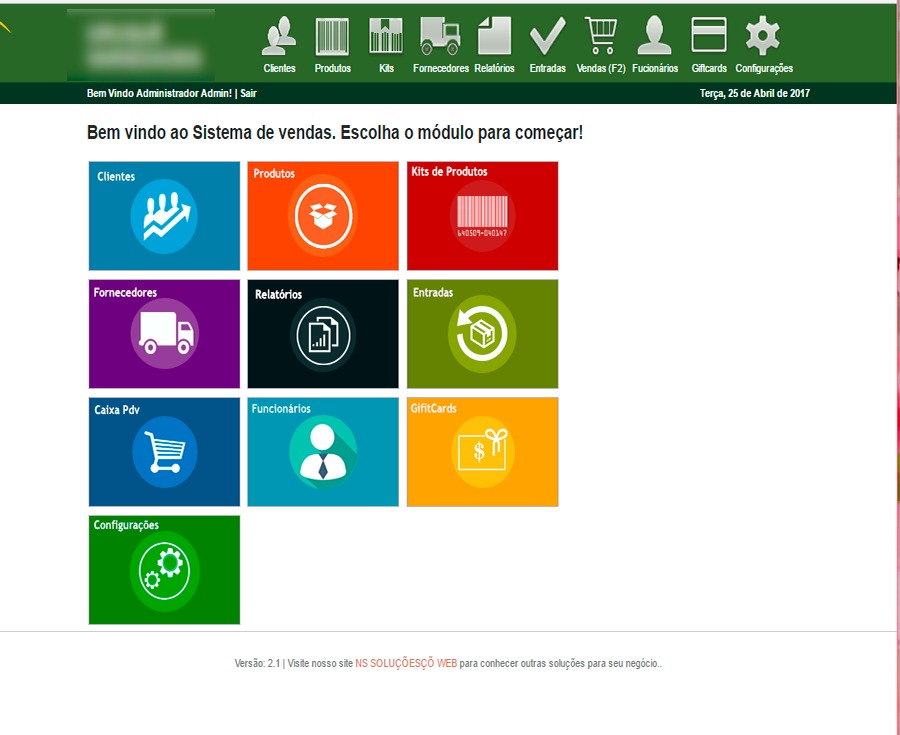 Clientes Produtos Kits Fornecedores Relatórios Entradas Vendas (F2) Fucionários Giftcards Configurações
Bem Vindo Administrador Admin! | Sair Terça, 25 de Abril de 2017
Bem vindo ao Sistema de vendas. Escolha o módulo para começar!
Clientes Produtos Kits de Produtos
640509-040147
Fornecedores Relatórios Entradas
Caixa Pdv Funcionários GifitCards
$
Configurações
Versão: 2.1 | Visite nosso site NS SOLUÇÕESÇÕ WEB para conhecer outras soluções para seu negócio..